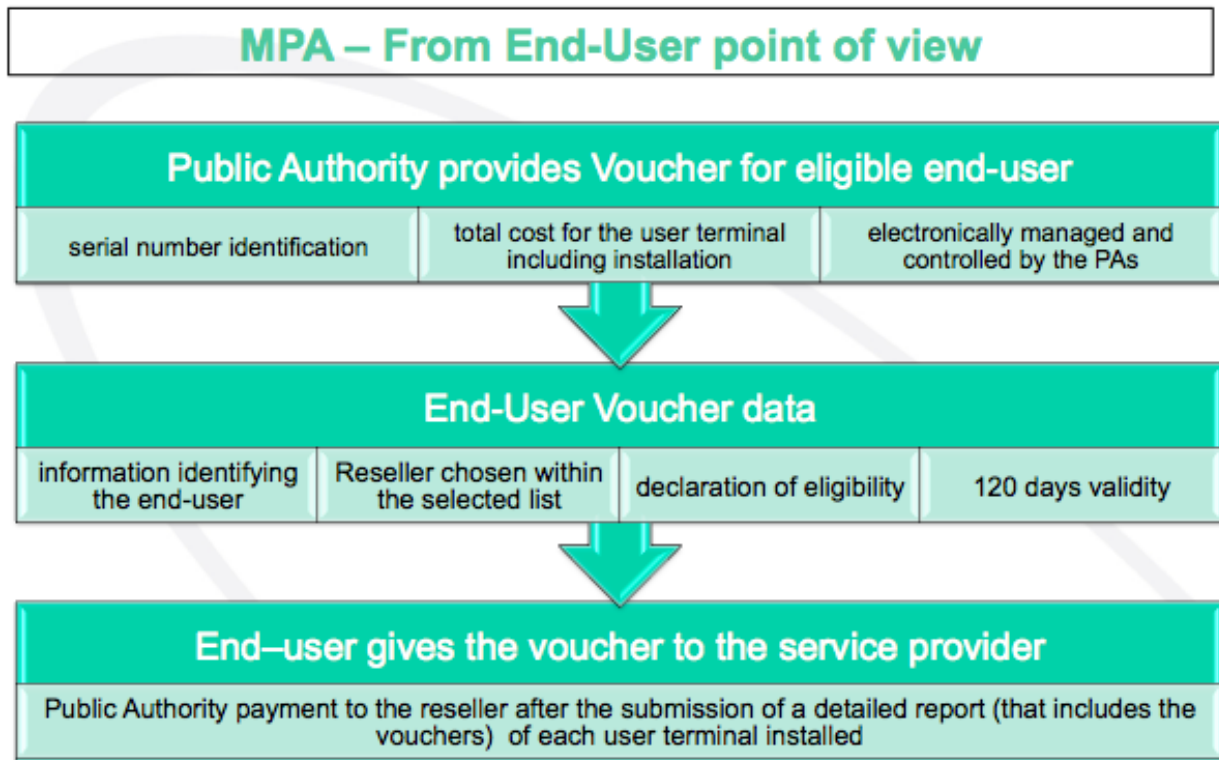 MPA – From End-User point of view
Public Authority provides Voucher for eligible end-user
serial number identification
total cost for the user terminal
including installation
electronically managed and
controlled by the PAs
End-User Voucher data
information identifying
the end-user
Reseller chosen within
the selected list
declaration of eligibility
120 days validity
End–user gives the voucher to the service provider
Public Authority payment to the reseller after the submission of a detailed report (that includes the
vouchers) of each user terminal installed